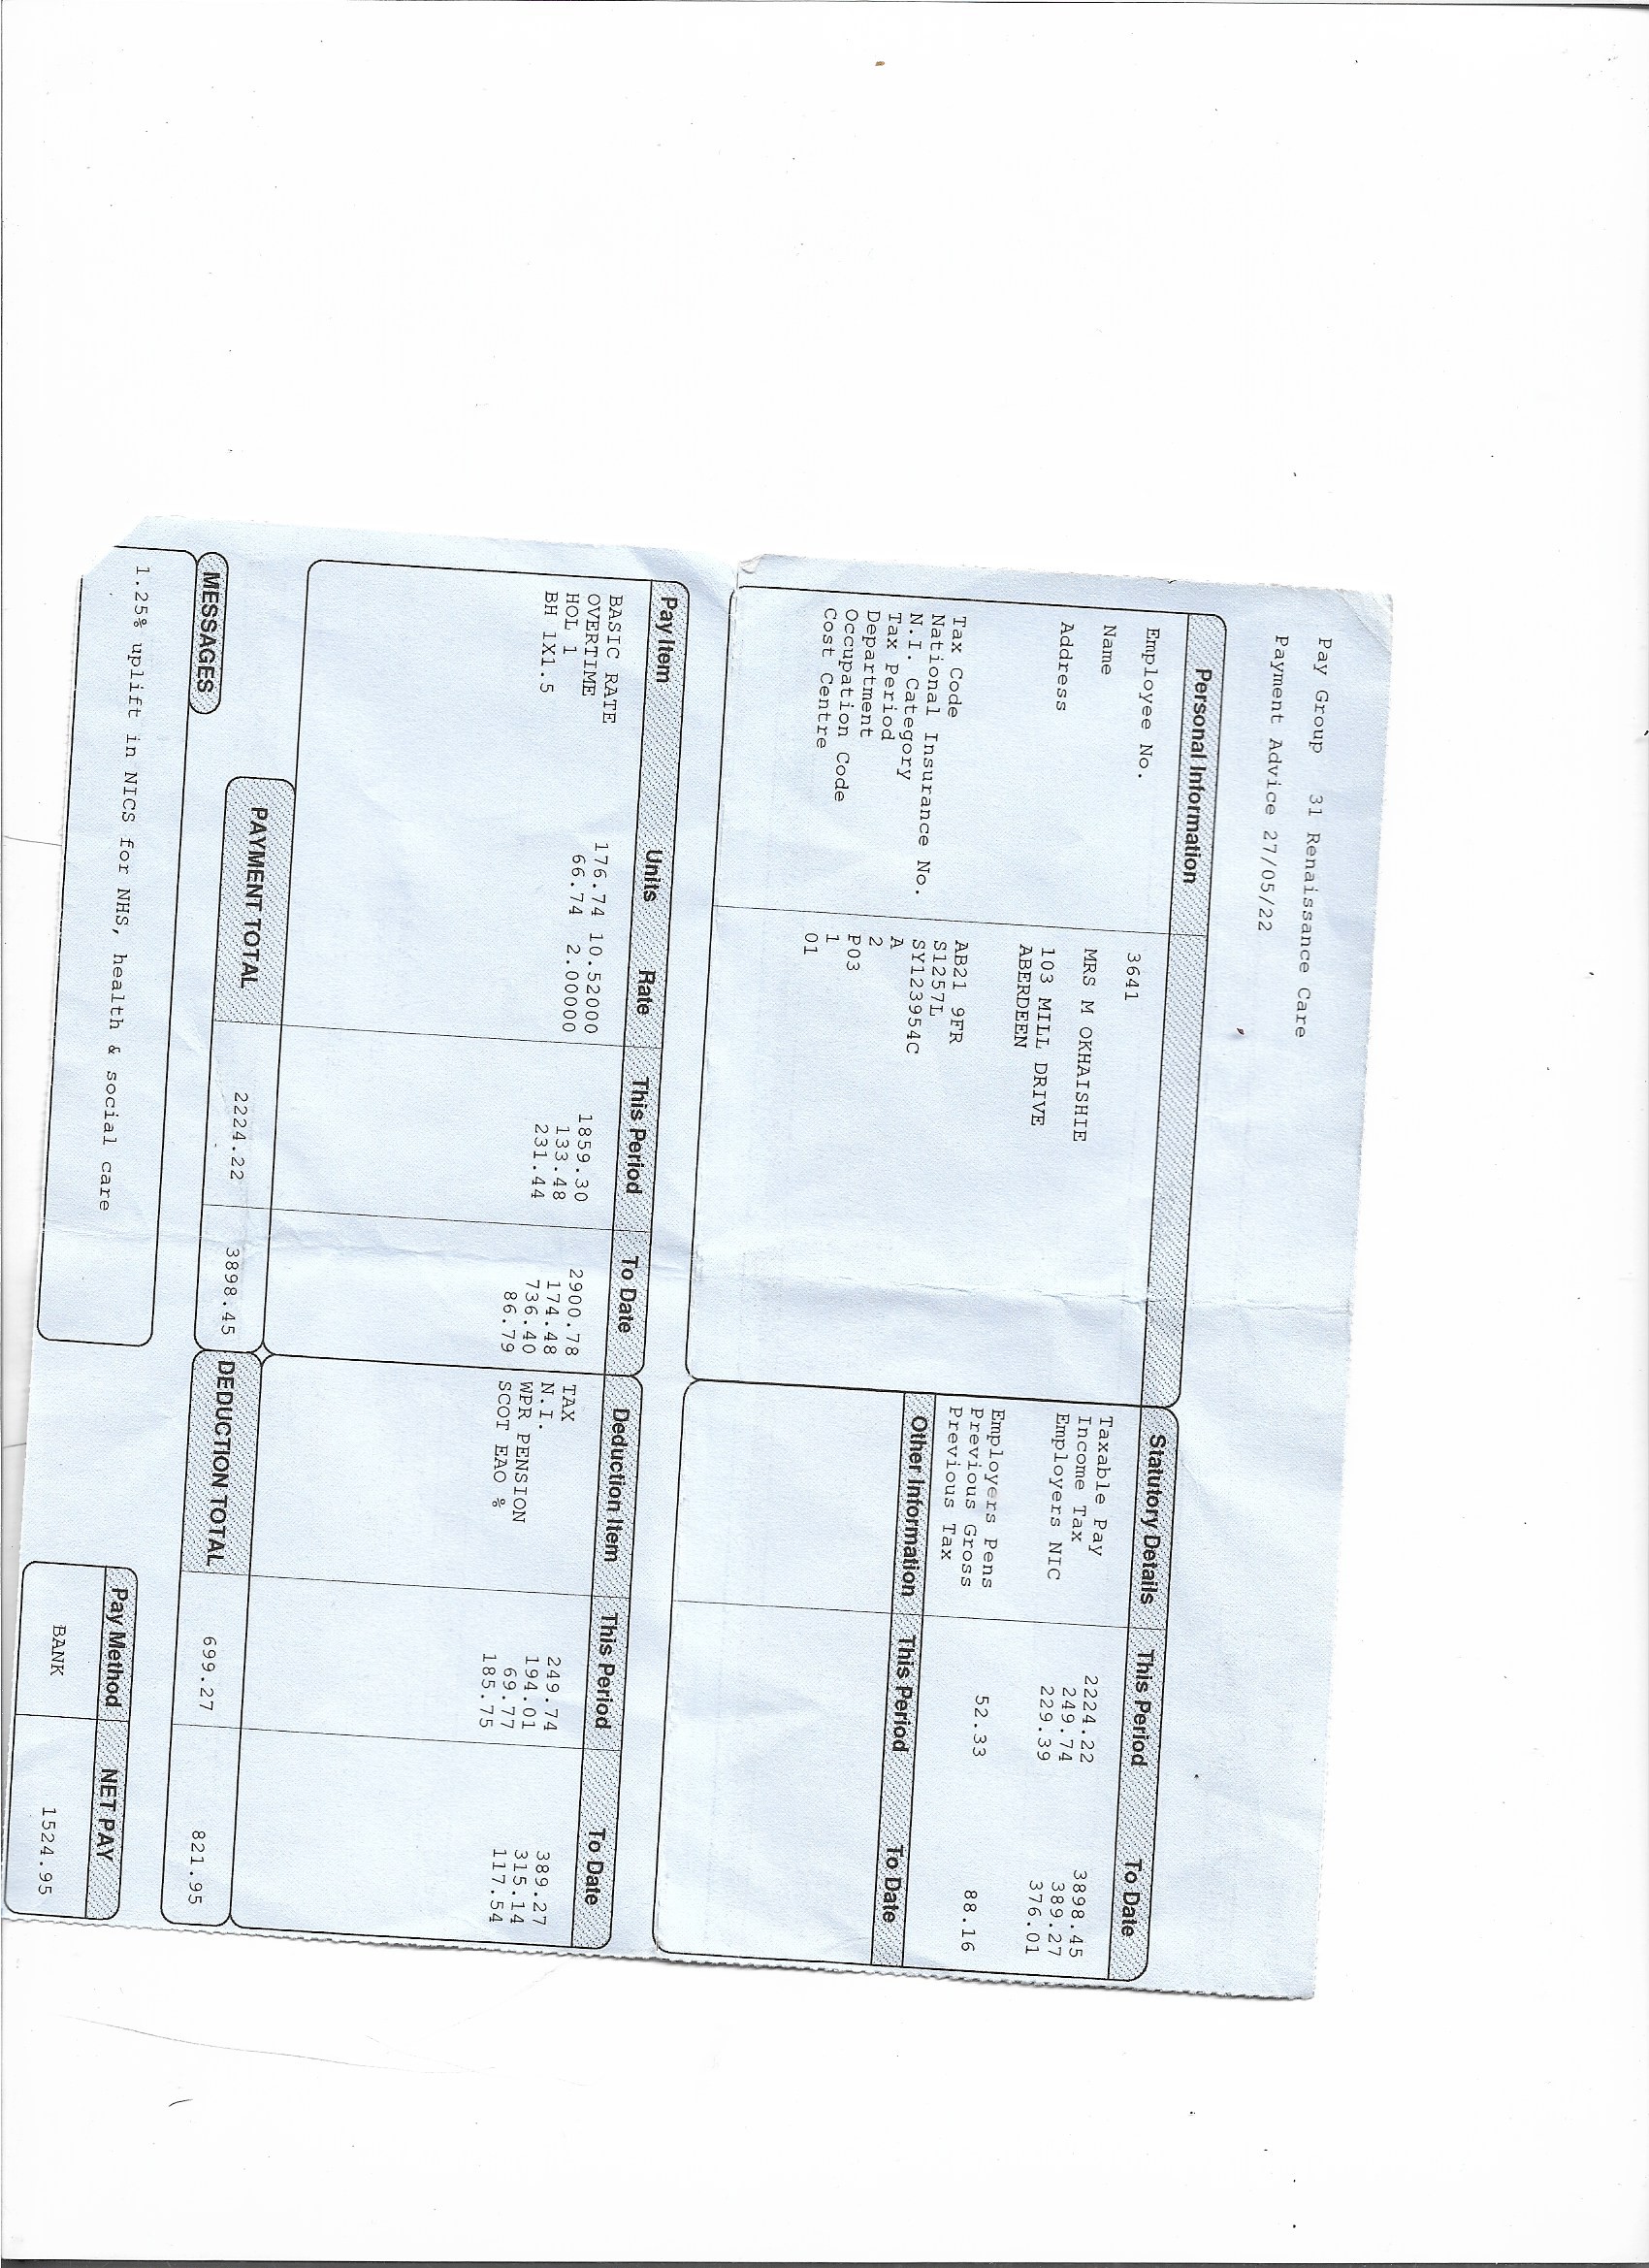 Pay Group 31 Renaissance Care
Payment Advice 27/05/22
Personal Information
Employee No. 3641
Name MRS M OKHAISHIE
Address 103 MILL DRIVE
ABERDEEN
AB21 9FR
Tax Code S1257L
National Insurance No. SY123954C
N.I. Category A
Tax Period 2
Department P03
Occupation Code 1
Cost Centre 01
Statutory Details This Period To Date
Taxable Pay 2224.22 3898.45
Income Tax 249.74 389.27
Employers NIC 229.39 376.01
Employers Pens 52.33 88.16
Previous Gross
Previous Tax
Other Information This Period To Date
Pay Item Units Rate This Period To Date
BASIC RATE 176.74 10.52000 1859.30 2900.78
OVERTIME 66.74 2.00000 133.48 174.48
HOL 1 231.44 736.40
BH 1X1.5 86.79
Deduction Item This Period To Date
TAX 249.74 389.27
N.I. 194.01 315.14
WPR PENSION 69.77 117.54
SCOT EAO % 185.75
PAYMENT TOTAL 2224.22 3898.45
DEDUCTION TOTAL 699.27 821.95
MESSAGES
1.25% uplift in NICS for NHS, health & social care
Pay Method NET PAY
BANK 1524.95